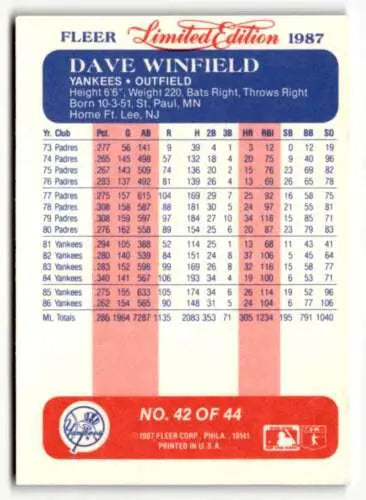 FLEER Limited Edition 1987
DAVE WINFIELD
YANKEES • OUTFIELD
Height 6'6", Weight 220, Bats Right, Throws Right
Born 10-3-51, St. Paul, MN
Home Ft. Lee, NJ
Yr. Club Pct. G AB R H 2B 3B HR RBI SB BB SO
73 Padres .277 56 141 9 39 4 1 3 12 0 12 19
74 Padres .265 145 498 57 132 18 4 20 75 9 40 96
75 Padres .267 143 509 74 136 20 2 15 76 23 69 82
76 Padres .283 137 492 81 139 26 4 13 69 26 65 78
77 Padres .275 157 615 104 169 29 7 25 92 16 58 75
78 Padres .308 158 587 88 181 30 5 24 97 21 55 81
79 Padres .308 159 597 97 184 27 10 34 118 15 85 71
80 Padres .276 162 558 89 154 25 6 20 87 23 79 83
81 Yankees .294 105 388 52 114 25 1 13 68 11 43 41
82 Yankees .280 140 539 84 151 24 8 37 106 5 45 64
83 Yankees .283 152 598 99 169 26 8 32 116 15 58 77
84 Yankees .340 141 567 106 193 34 4 19 100 6 53 71
85 Yankees .275 155 633 105 174 34 6 26 114 19 52 96
86 Yankees .262 154 565 90 148 31 5 24 104 6 77 106
ML Totals .286 1964 7287 1135 2083 353 71 305 1234 195 791 1040
NO. 42 OF 44
©1987 FLEER CORP., PHILA. 19141
PRINTED IN U.S.A.